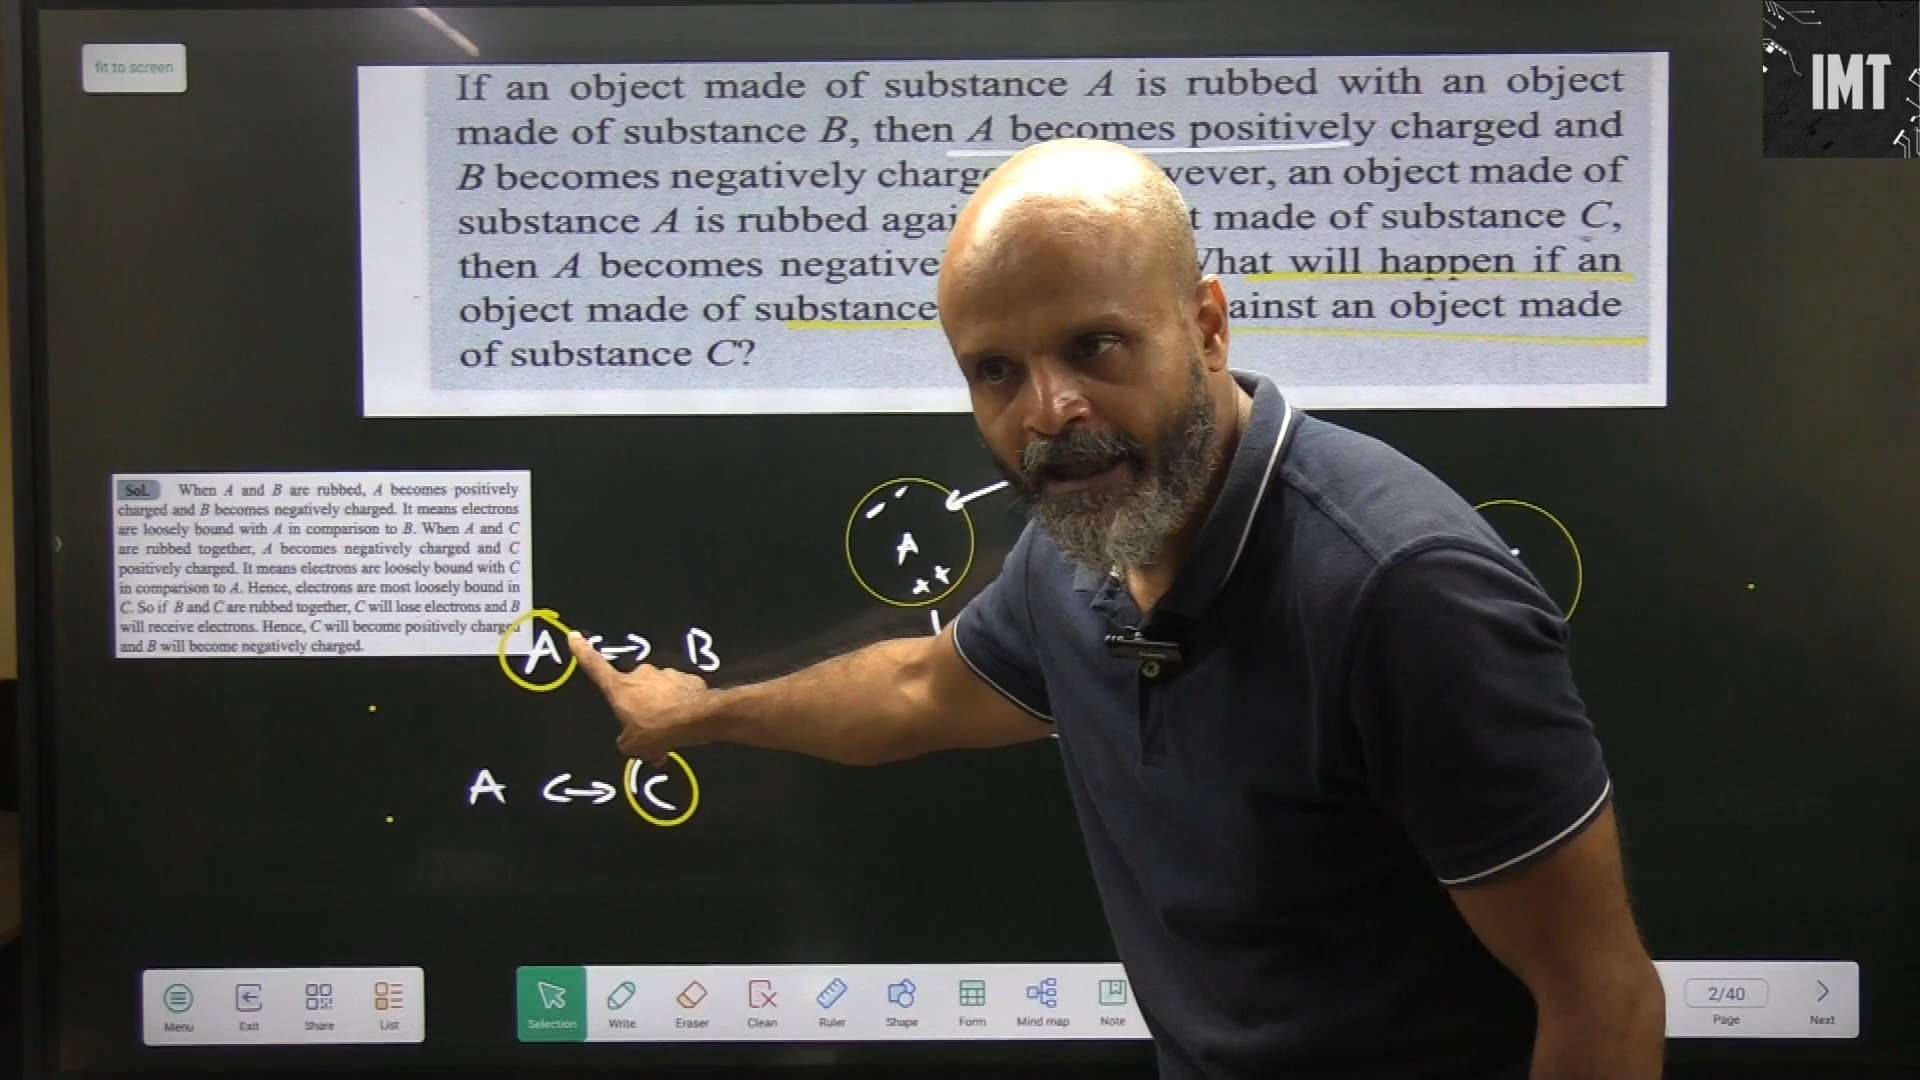 fit to screen
IMT
If an object made of substance A is rubbed with an object
made of substance B, then A becomes positively charged and
B becomes negatively an object made of
substance A is rubbed made of substance C,
then A becomes will happen if an
object made of substance an object made
of substance C?
Sol. When A and B are rubbed, A becomes positively
charged and B becomes negatively charged. It means electrons
are loosely bound with A in comparison to B. When A and C
are rubbed together, A becomes negatively charged and C
positively charged. It means electrons are loosely bound with C
in comparison to A. Hence, electrons are most loosely bound in
C. So if B and C are rubbed together, C will lose electrons and B
will receive electrons. Hence, C will become positively charged
and B will become negatively charged.
A
A ↔ B
A ↔ C
Menu Exit Share List
Selection Write Eraser Clean Ruler Shape Form Mind map Note
2/40
Page Next